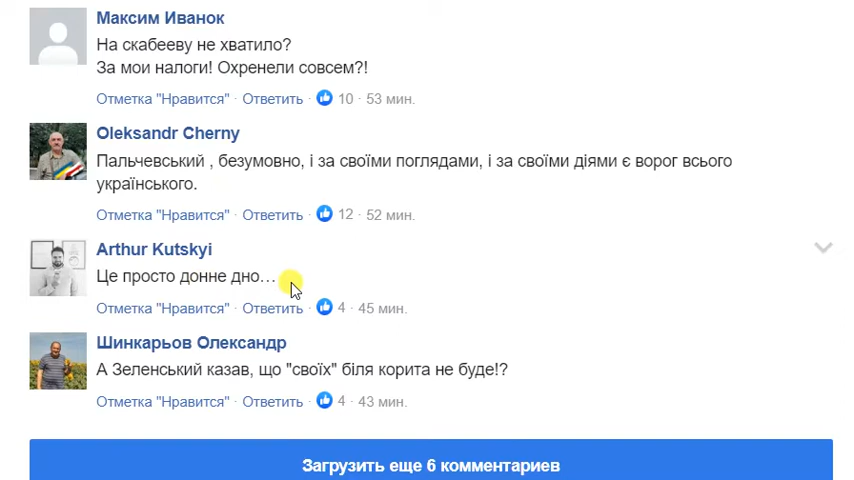 Максим Иванок
На скабееву не хватило?
За мои налоги! Охренели совсем?!
Отметка "Нравится" · Ответить · 10 · 53 мин.
Oleksandr Cherny
Пальчевський , безумовно, і за своїми поглядами, і за своїми діями є ворог всього
українського.
Отметка "Нравится" · Ответить · 12 · 52 мин.
Arthur Kutskyi
Це просто донне дно…
Отметка "Нравится" · Ответить · 4 · 45 мин.
Шинкарьов Олександр
А Зеленський казав, що "своїх" біля корита не буде!?
Отметка "Нравится" · Ответить · 4 · 43 мин.
Загрузить еще 6 комментариев